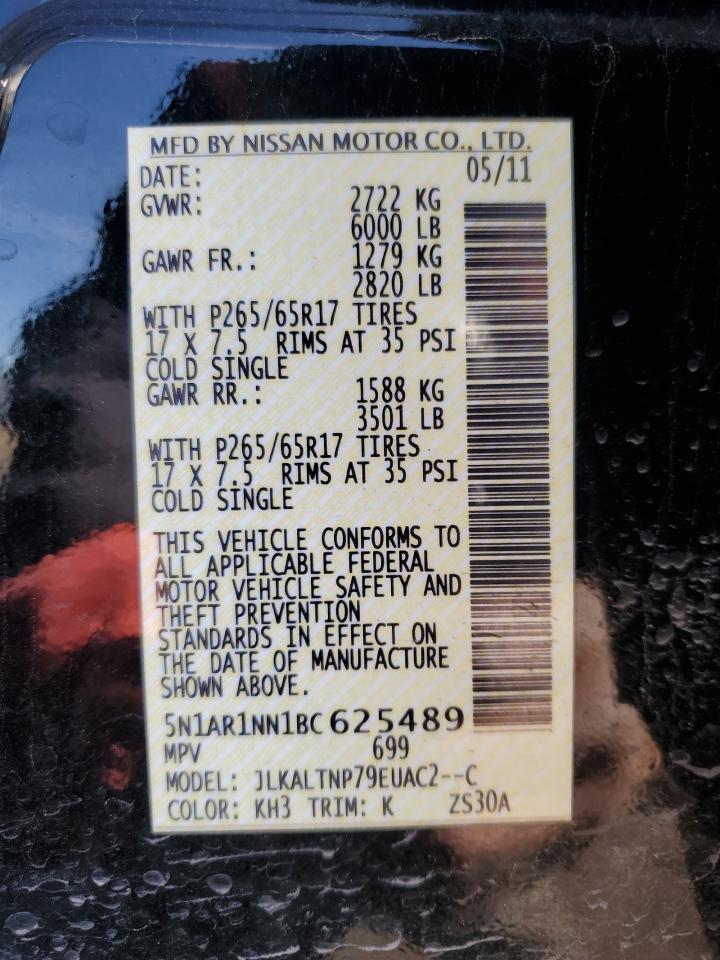 MFD BY NISSAN MOTOR CO., LTD.
DATE: 05/11
GVWR: 2722 KG
6000 LB
GAWR FR.: 1279 KG
2820 LB
WITH P265/65R17 TIRES
17 X 7.5 RIMS AT 35 PSI
COLD SINGLE
GAWR RR.: 1588 KG
3501 LB
WITH P265/65R17 TIRES
17 X 7.5 RIMS AT 35 PSI
COLD SINGLE
THIS VEHICLE CONFORMS TO
ALL APPLICABLE FEDERAL
MOTOR VEHICLE SAFETY AND
THEFT PREVENTION
STANDARDS IN EFFECT ON
THE DATE OF MANUFACTURE
SHOWN ABOVE.
5N1AR1NN1BC625489
MPV 699
MODEL: JLKALTNP79EUAC2--C
COLOR: KH3 TRIM: K ZS30A